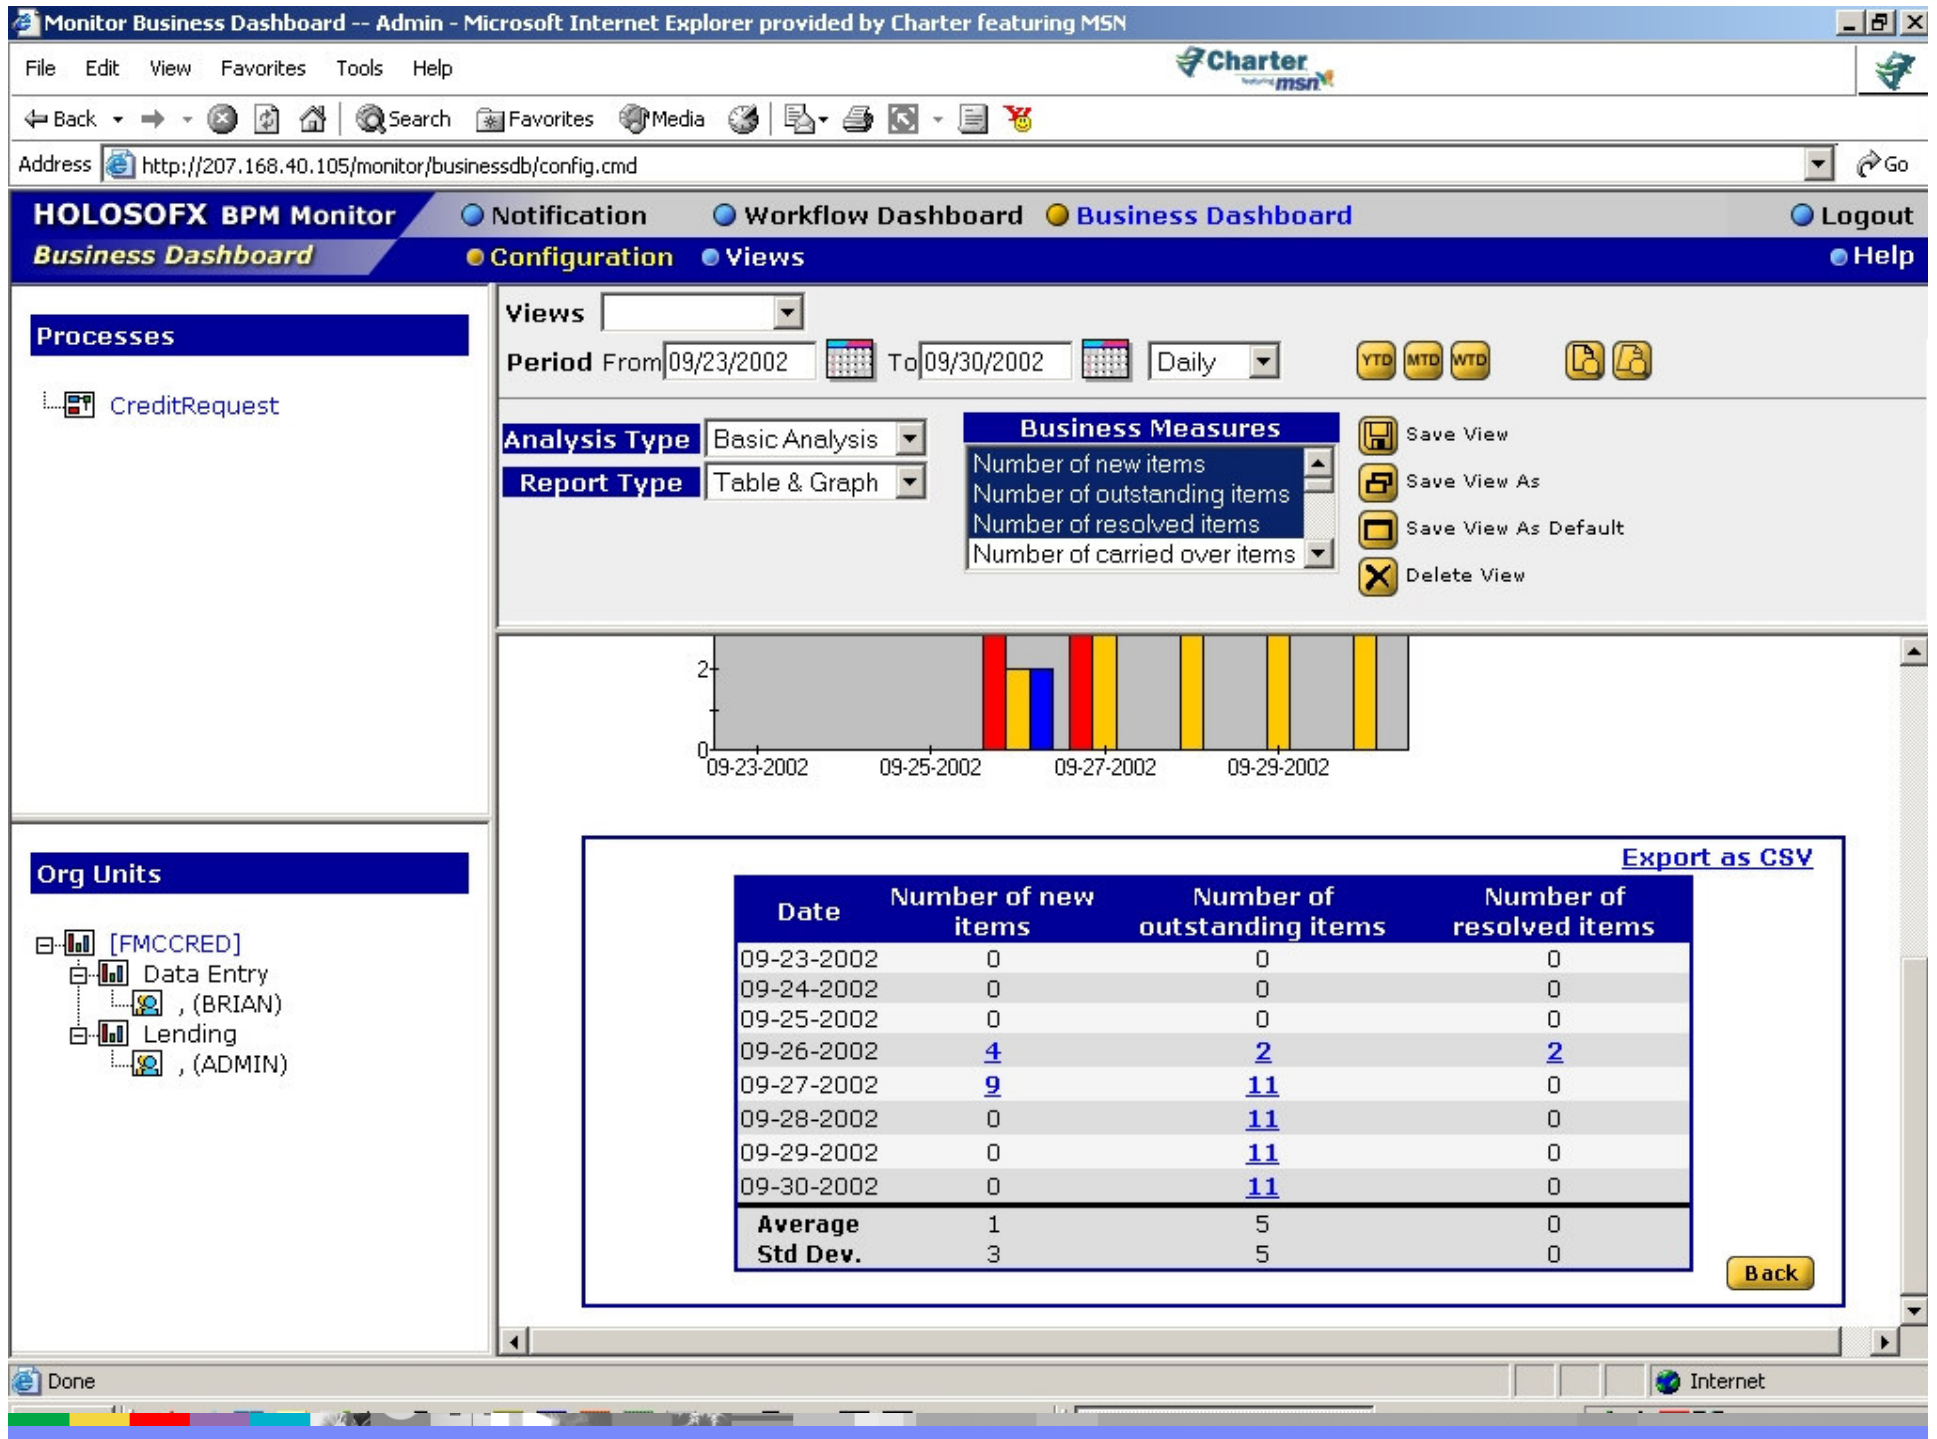 Monitor Business Dashboard -- Admin - Microsoft Internet Explorer provided by Charter featuring MSN
File Edit View Favorites Tools Help
Charter
msn
Back Search Favorites Media
Address http://207.168.40.105/monitor/businessdb/config.cmd Go
HOLOSOFX BPM Monitor Notification Workflow Dashboard Business Dashboard Logout
Business Dashboard Configuration Views Help
Processes
CreditRequest
Views
Period From 09/23/2002 To 09/30/2002 Daily YTD MTD WTD
Analysis Type Basic Analysis
Report Type Table & Graph
Business Measures
Number of new items
Number of outstanding items
Number of resolved items
Number of carried over items
Save View
Save View As
Save View As Default
Delete View
2
0
09-23-2002 09-25-2002 09-27-2002 09-29-2002
Org Units
[FMCCRED]
Data Entry
, (BRIAN)
Lending
, (ADMIN)
Export as CSV
Date Number of new items Number of outstanding items Number of resolved items
09-23-2002 0 0 0
09-24-2002 0 0 0
09-25-2002 0 0 0
09-26-2002 4 2 2
09-27-2002 9 11 0
09-28-2002 0 11 0
09-29-2002 0 11 0
09-30-2002 0 11 0
Average 1 5 0
Std Dev. 3 5 0
Back
Done Internet